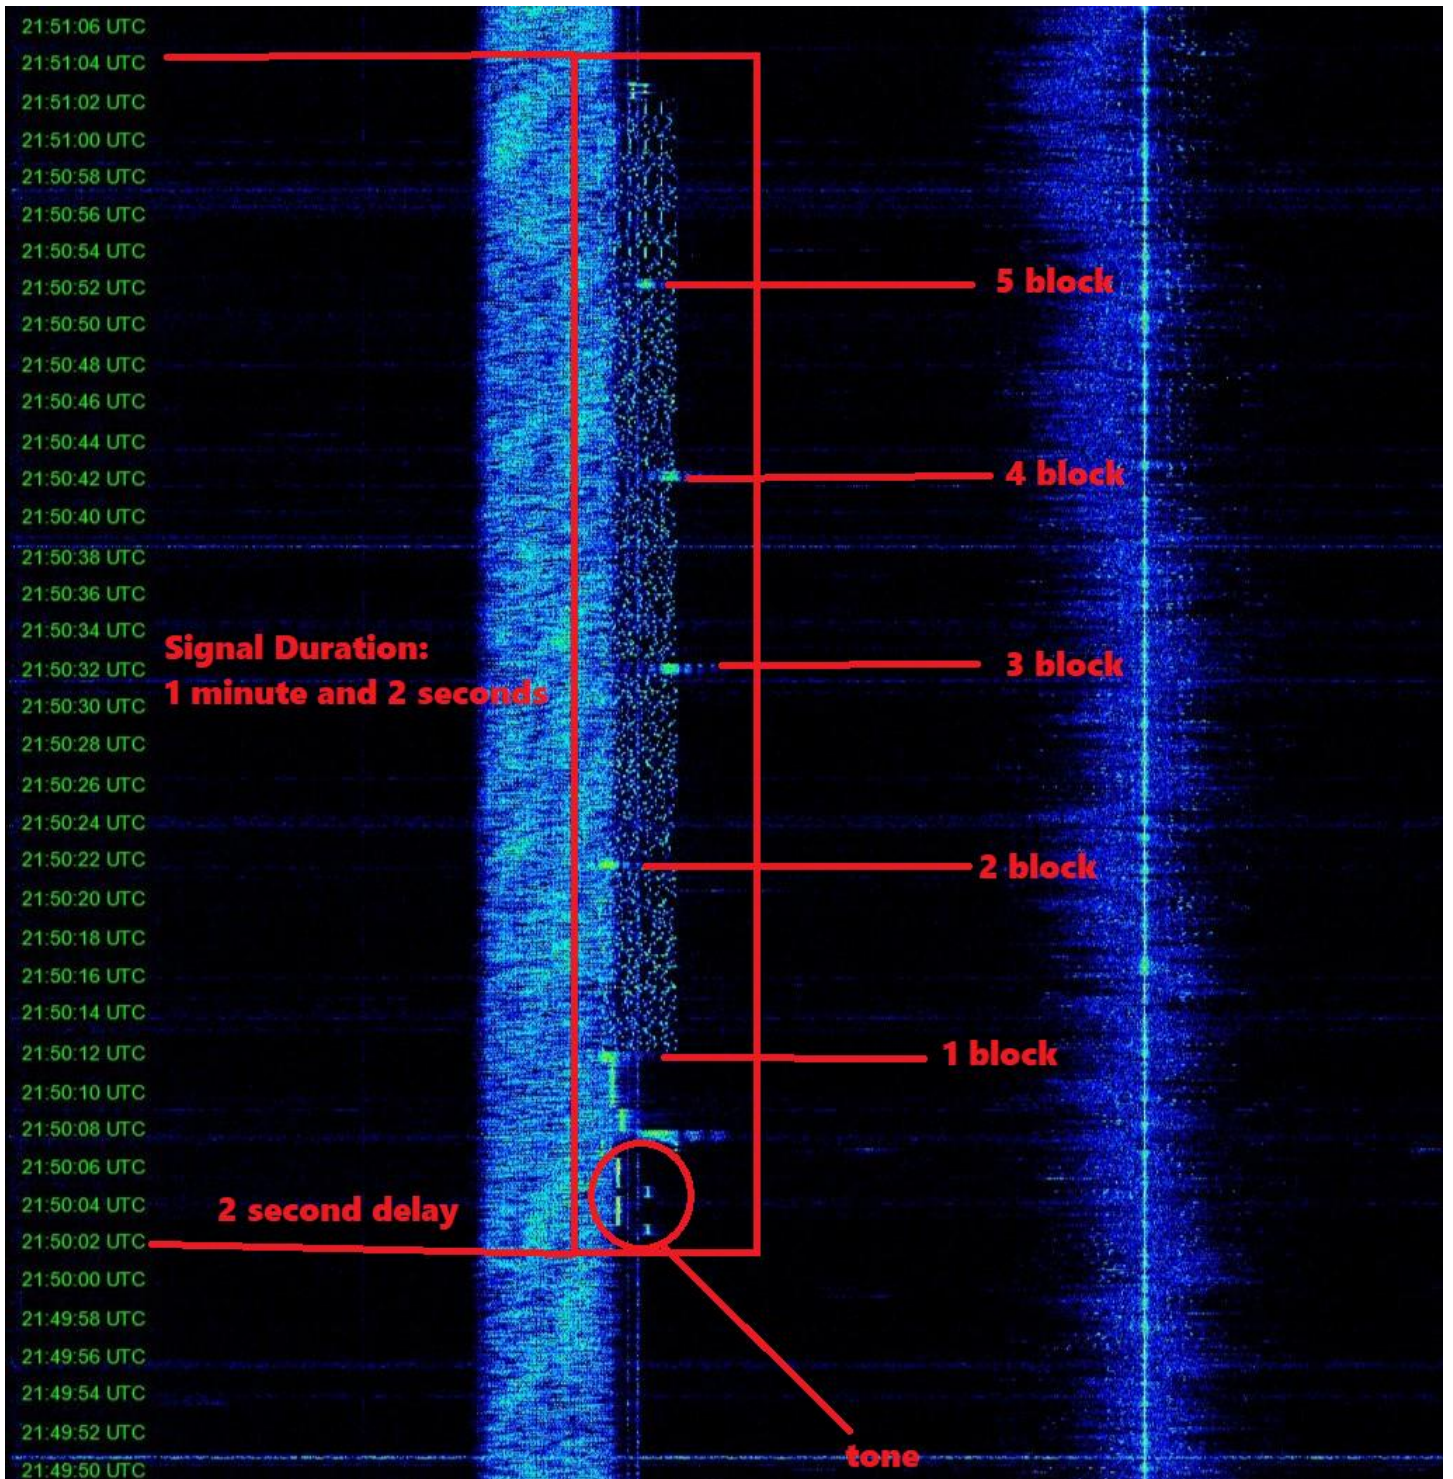 21:51:06 UTC
21:51:04 UTC
21:51:02 UTC
21:51:00 UTC
21:50:58 UTC
21:50:56 UTC
21:50:54 UTC
21:50:52 UTC
5 block
21:50:50 UTC
21:50:48 UTC
21:50:46 UTC
21:50:44 UTC
21:50:42 UTC
4 block
21:50:40 UTC
21:50:38 UTC
21:50:36 UTC
21:50:34 UTC
Signal Duration:
21:50:32 UTC
3 block
1 minute and 2 seconds
21:50:30 UTC
21:50:28 UTC
21:50:26 UTC
21:50:24 UTC
21:50:22 UTC
2 block
21:50:20 UTC
21:50:18 UTC
21:50:16 UTC
21:50:14 UTC
21:50:12 UTC
1 block
21:50:10 UTC
21:50:08 UTC
21:50:06 UTC
21:50:04 UTC
2 second delay
21:50:02 UTC
21:50:00 UTC
21:49:58 UTC
21:49:56 UTC
21:49:54 UTC
21:49:52 UTC
tone
21:49:50 UTC